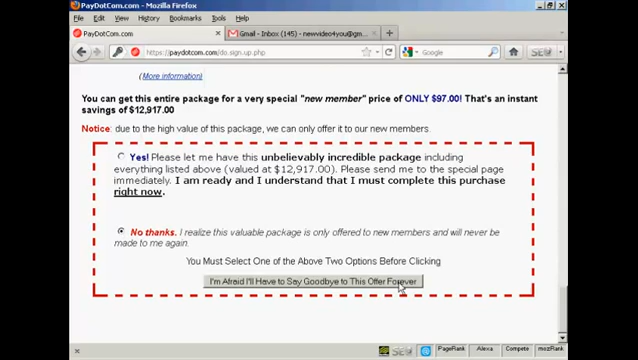 PayDotCom.com - Mozilla Firefox
File Edit View History Bookmarks Tools Help
PayDotCom.com
Gmail - Inbox (145) - newvideo4you@gm...
https://paydotcom.com/do.sign.up.php
Google
SEO
(More information)
You can get this entire package for a very special "new member" price of ONLY $97.00! That's an instant
savings of $12,917.00
Notice: due to the high value of this package, we can only offer it to our new members.
Yes! Please let me have this unbelievably incredible package including
everything listed above (valued at $12,917.00). Please send me to the special page
immediately. I am ready and I understand that I must complete this purchase
right now.
No thanks. I realize this valuable package is only offered to new members and will never be
made to me again.
You Must Select One of the Above Two Options Before Clicking
I'm Afraid I'll Have to Say Goodbye to This Offer Forever
SEO PageRank Alexa Compete mozRank